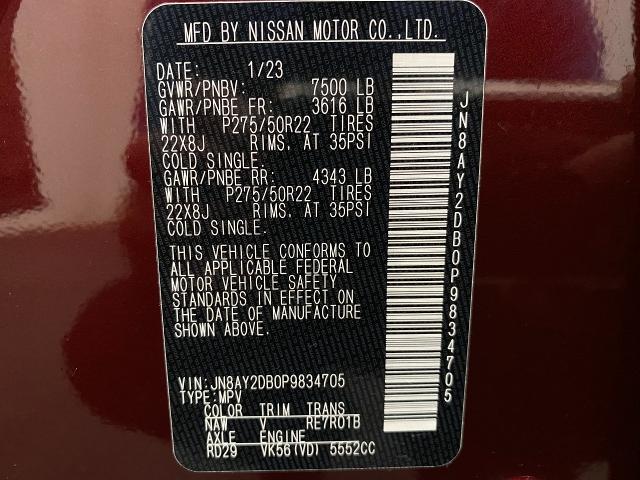 MFD BY NISSAN MOTOR CO.,LTD.
DATE: 1/23
GVWR/PNBV: 7500 LB
GAWR/PNBE FR: 3616 LB
WITH P275/50R22 TIRES
22X8J RIMS. AT 35PSI
COLD SINGLE.
GAWR/PNBE RR: 4343 LB
WITH P275/50R22 TIRES
22X8J RIMS. AT 35PSI
COLD SINGLE.
THIS VEHICLE CONFORMS TO
ALL APPLICABLE FEDERAL
MOTOR VEHICLE SAFETY
STANDARDS IN EFFECT ON
THE DATE OF MANUFACTURE
SHOWN ABOVE.
VIN:JN8AY2DB0P9834705
TYPE:MPV
COLOR TRIM TRANS
NAW V RE7R01B
AXLE ENGINE
RD29 VK56(VD) 5552CC
JN8AY2DB0P9834705